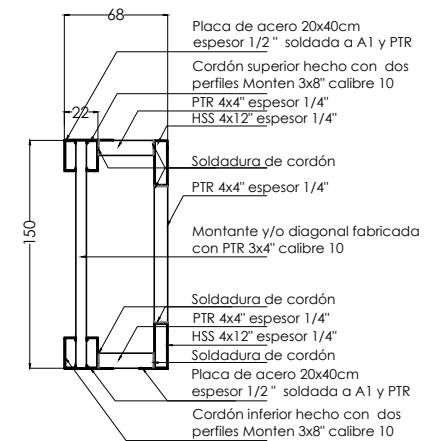 68
Placa de acero 20x40cm
espesor 1/2" soldada a A1 y PTR
Cordón superior hecho con dos
perfiles Monten 3x8" calibre 10
22
PTR 4x4" espesor 1/4"
HSS 4x12" espesor 1/4"
Soldadura de cordón
PTR 4x4" espesor 1/4"
150
Montante y/o diagonal fabricada
con PTR 3x4" calibre 10
Soldadura de cordón
PTR 4x4" espesor 1/4"
HSS 4x12" espesor 1/4"
Soldadura de cordón
Placa de acero 20x40cm
espesor 1/2" soldada a A1 y PTR
Cordón inferior hecho con dos
perfiles Monten 3x8" calibre 10